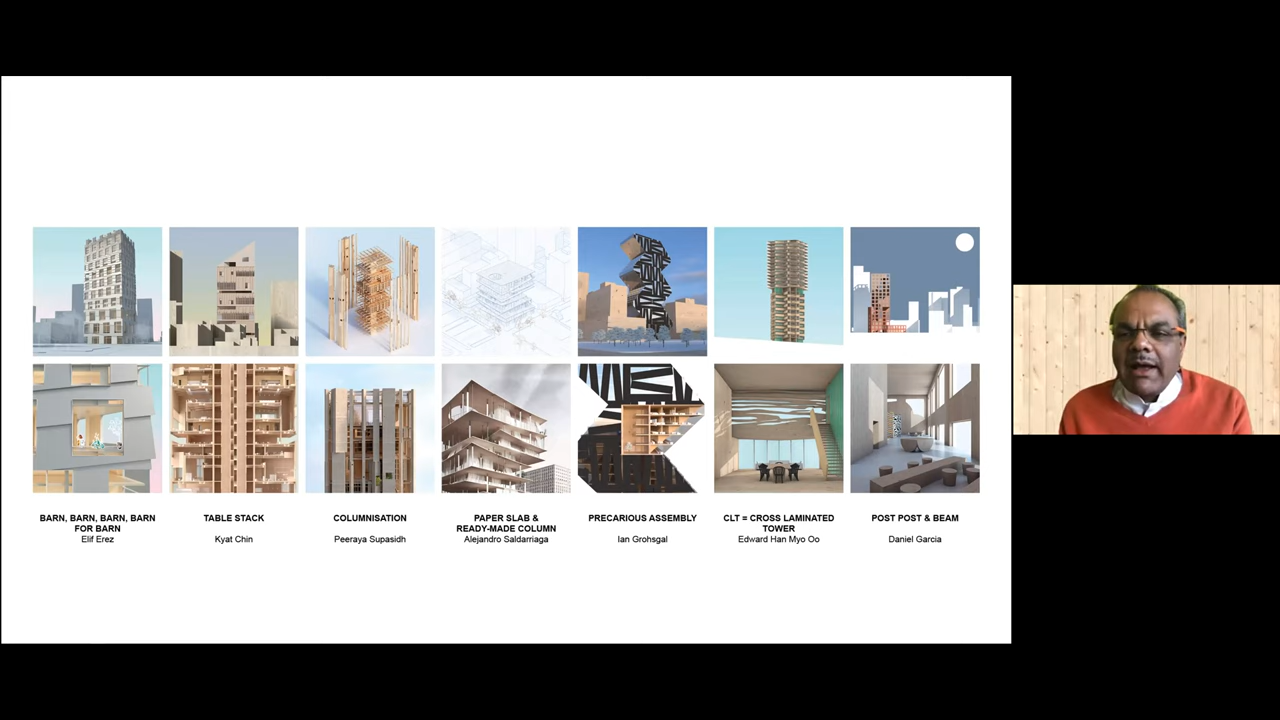 BARN, BARN, BARN, BARN
FOR BARN
Elif Erez
TABLE STACK
Kyat Chin
COLUMNISATION
Peeraya Supasidh
PAPER SLAB &
READY-MADE COLUMN
Alejandro Saldarriaga
PRECARIOUS ASSEMBLY
Ian Grohsgal
CLT = CROSS LAMINATED
TOWER
Edward Han Myo Oo
POST POST & BEAM
Daniel Garcia